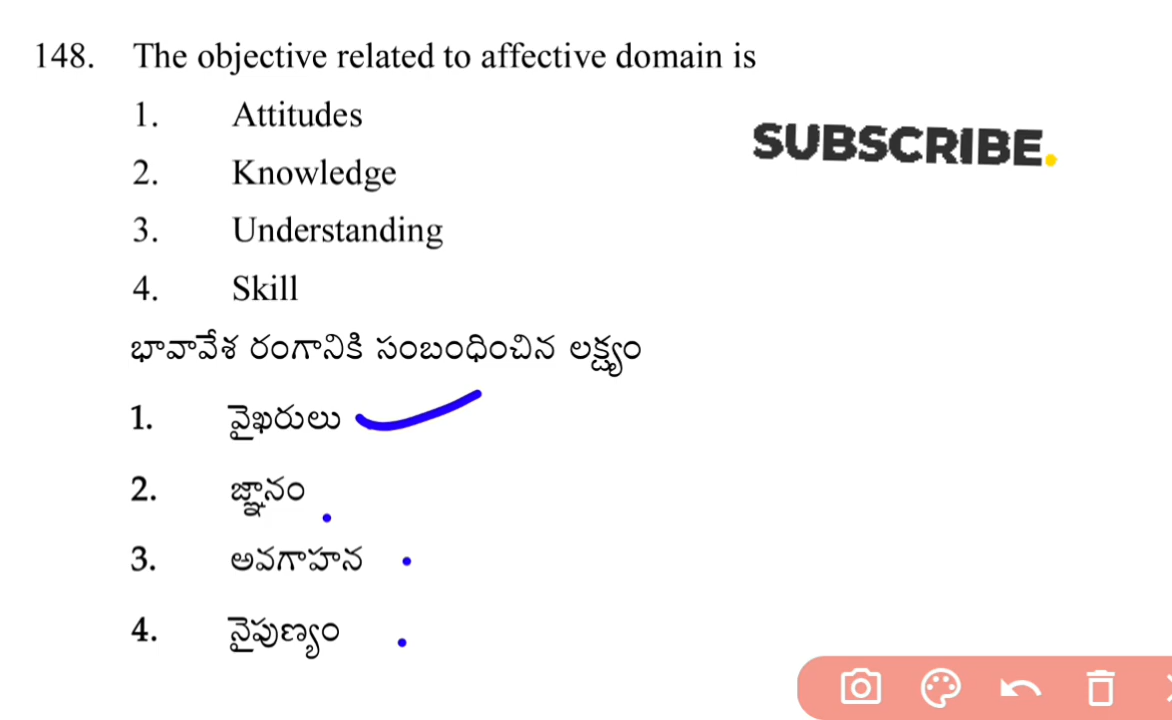 148. The objective related to affective domain is
1. Attitudes
SUBSCRIBE.
2. Knowledge
3. Understanding
4. Skill
భావావేశ రంగానికి సంబంధించిన లక్ష్యం
1. వైఖరులు
2. జ్ఞానం
3. అవగాహన
4. నైపుణ్యం